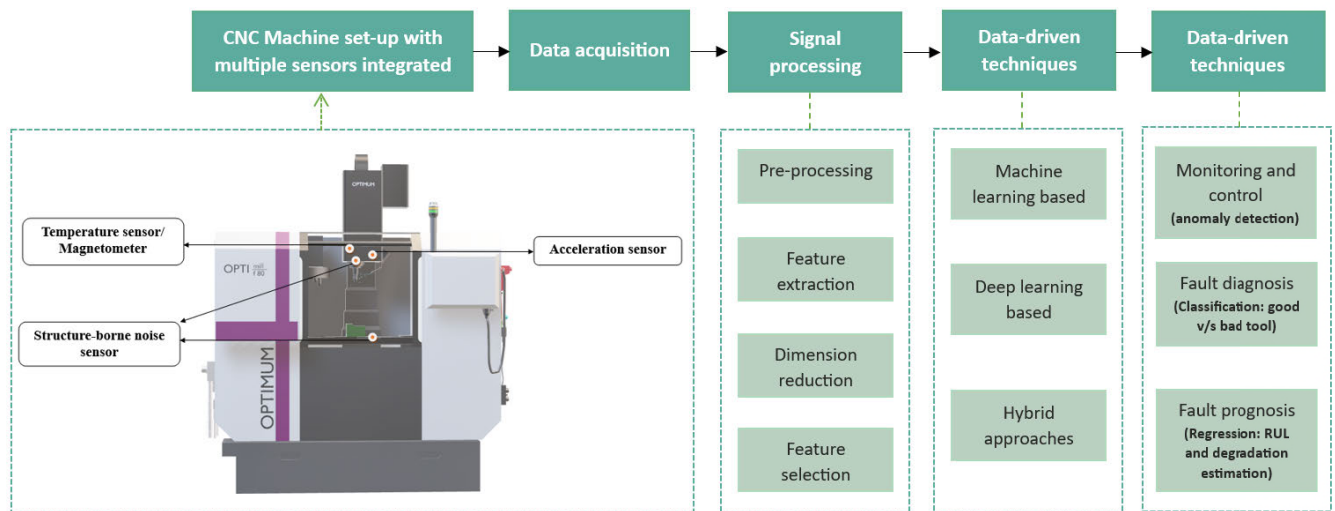 CNC Machine set-up with
multiple sensors integrated
Data acquisition
Signal
processing
Data-driven
techniques
Data-driven
techniques
Temperature sensor/
Magnetometer
Acceleration sensor
Structure-borne noise
sensor
OPTIMUM
OPTI
OPTIMUM
Pre-processing
Feature
extraction
Dimension
reduction
Feature
selection
Machine
learning based
Deep learning
based
Hybrid
approaches
Monitoring and
control
(anomaly detection)
Fault diagnosis
(Classification: good
v/s bad tool)
Fault prognosis
(Regression: RUL
and degradation
estimation)